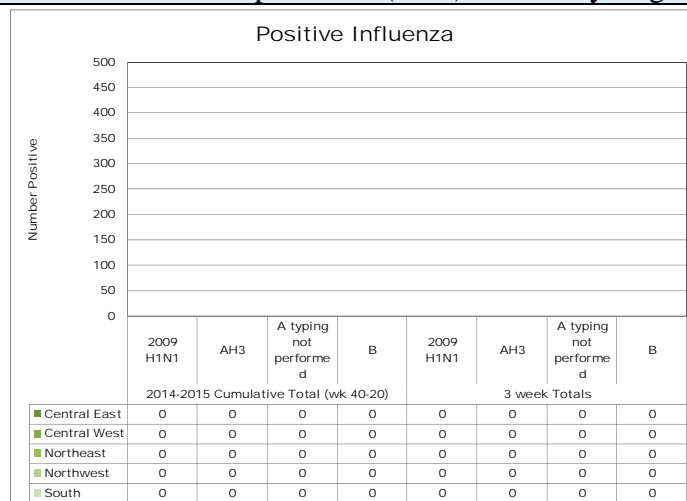 Positive Influenza
Number Positive
500
450
400
350
300
250
200
150
100
50
0
2009 H1N1 AH3 A typing not performe d B 2009 H1N1 AH3 A typing not performe d B
2014-2015 Cumulative Total (wk 40-20) 3 week Totals
Central East 0 0 0 0 0 0 0 0
Central West 0 0 0 0 0 0 0 0
Northeast 0 0 0 0 0 0 0 0
Northwest 0 0 0 0 0 0 0 0
South 0 0 0 0 0 0 0 0